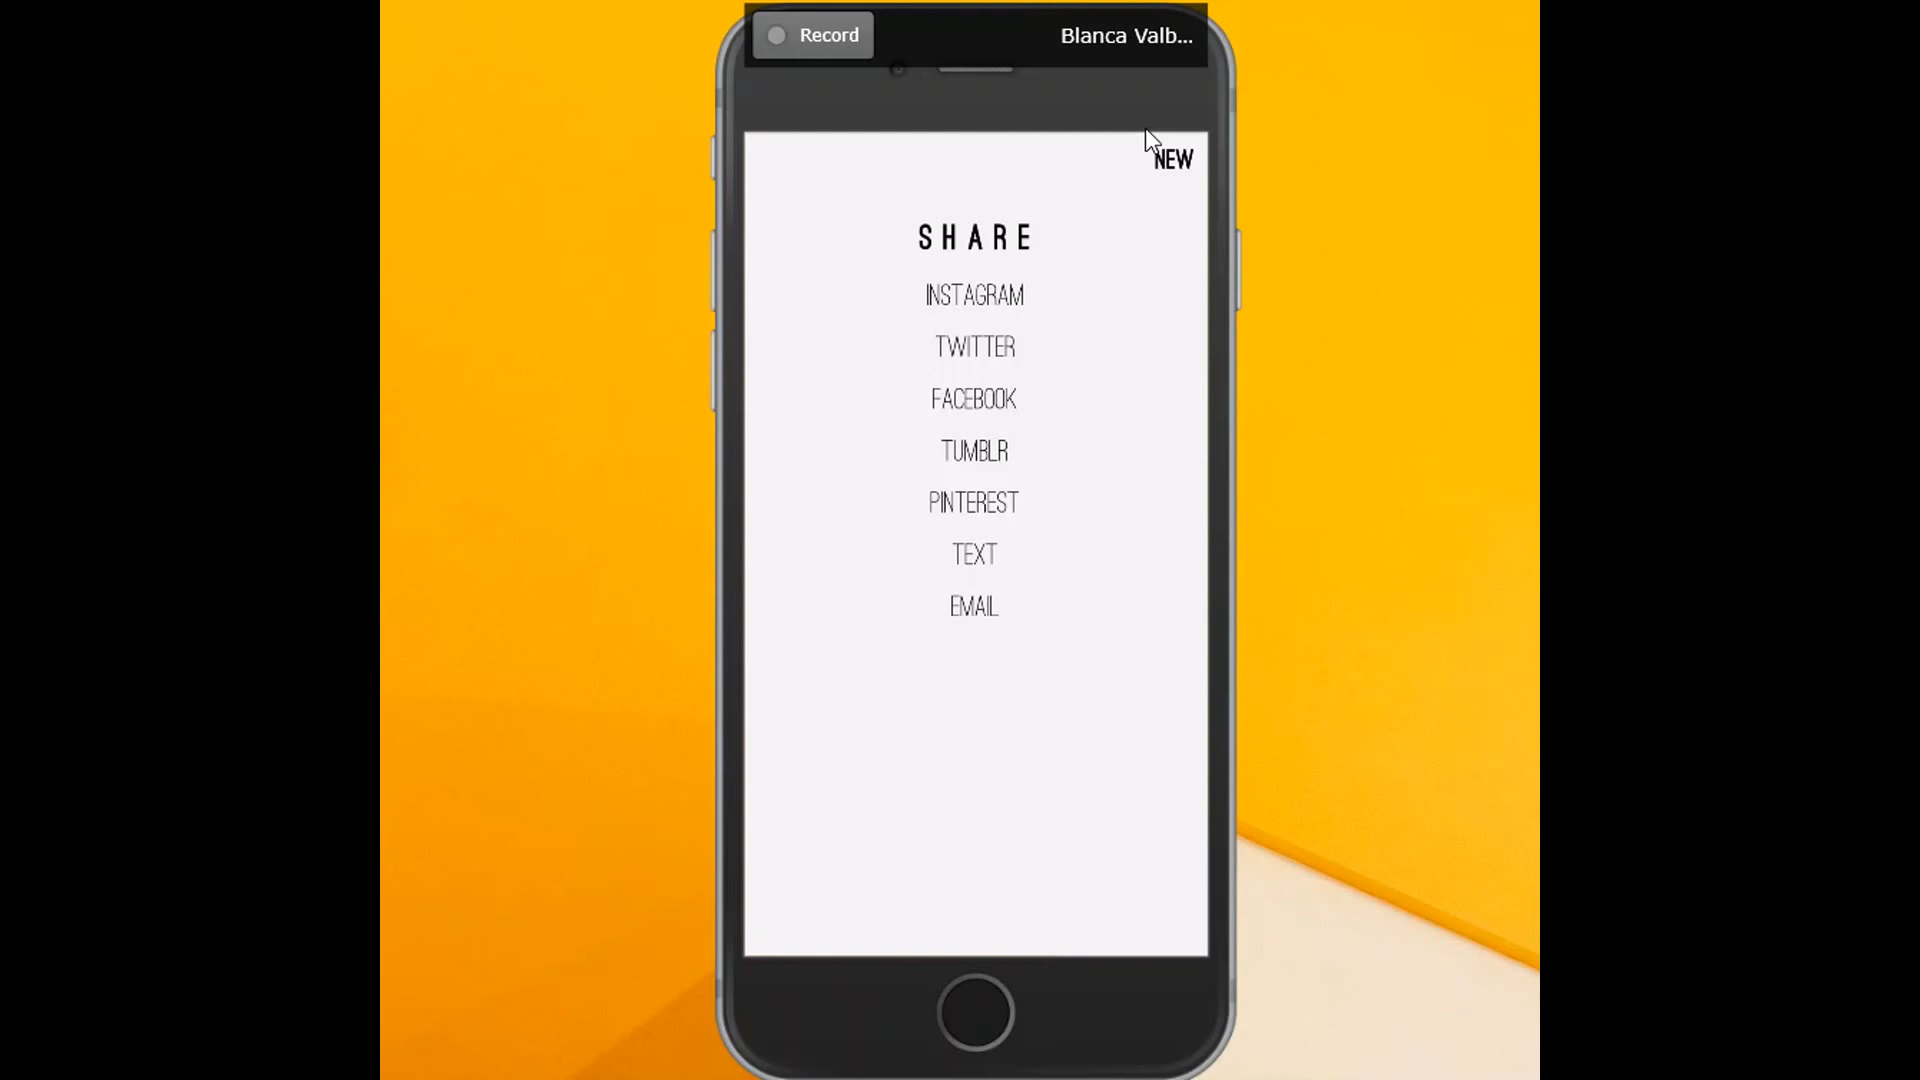 Record
Blanca Valb...
NEW
SHARE
INSTAGRAM
TWITTER
FACEBOOK
TUMBLR
PINTEREST
TEXT
EMAIL